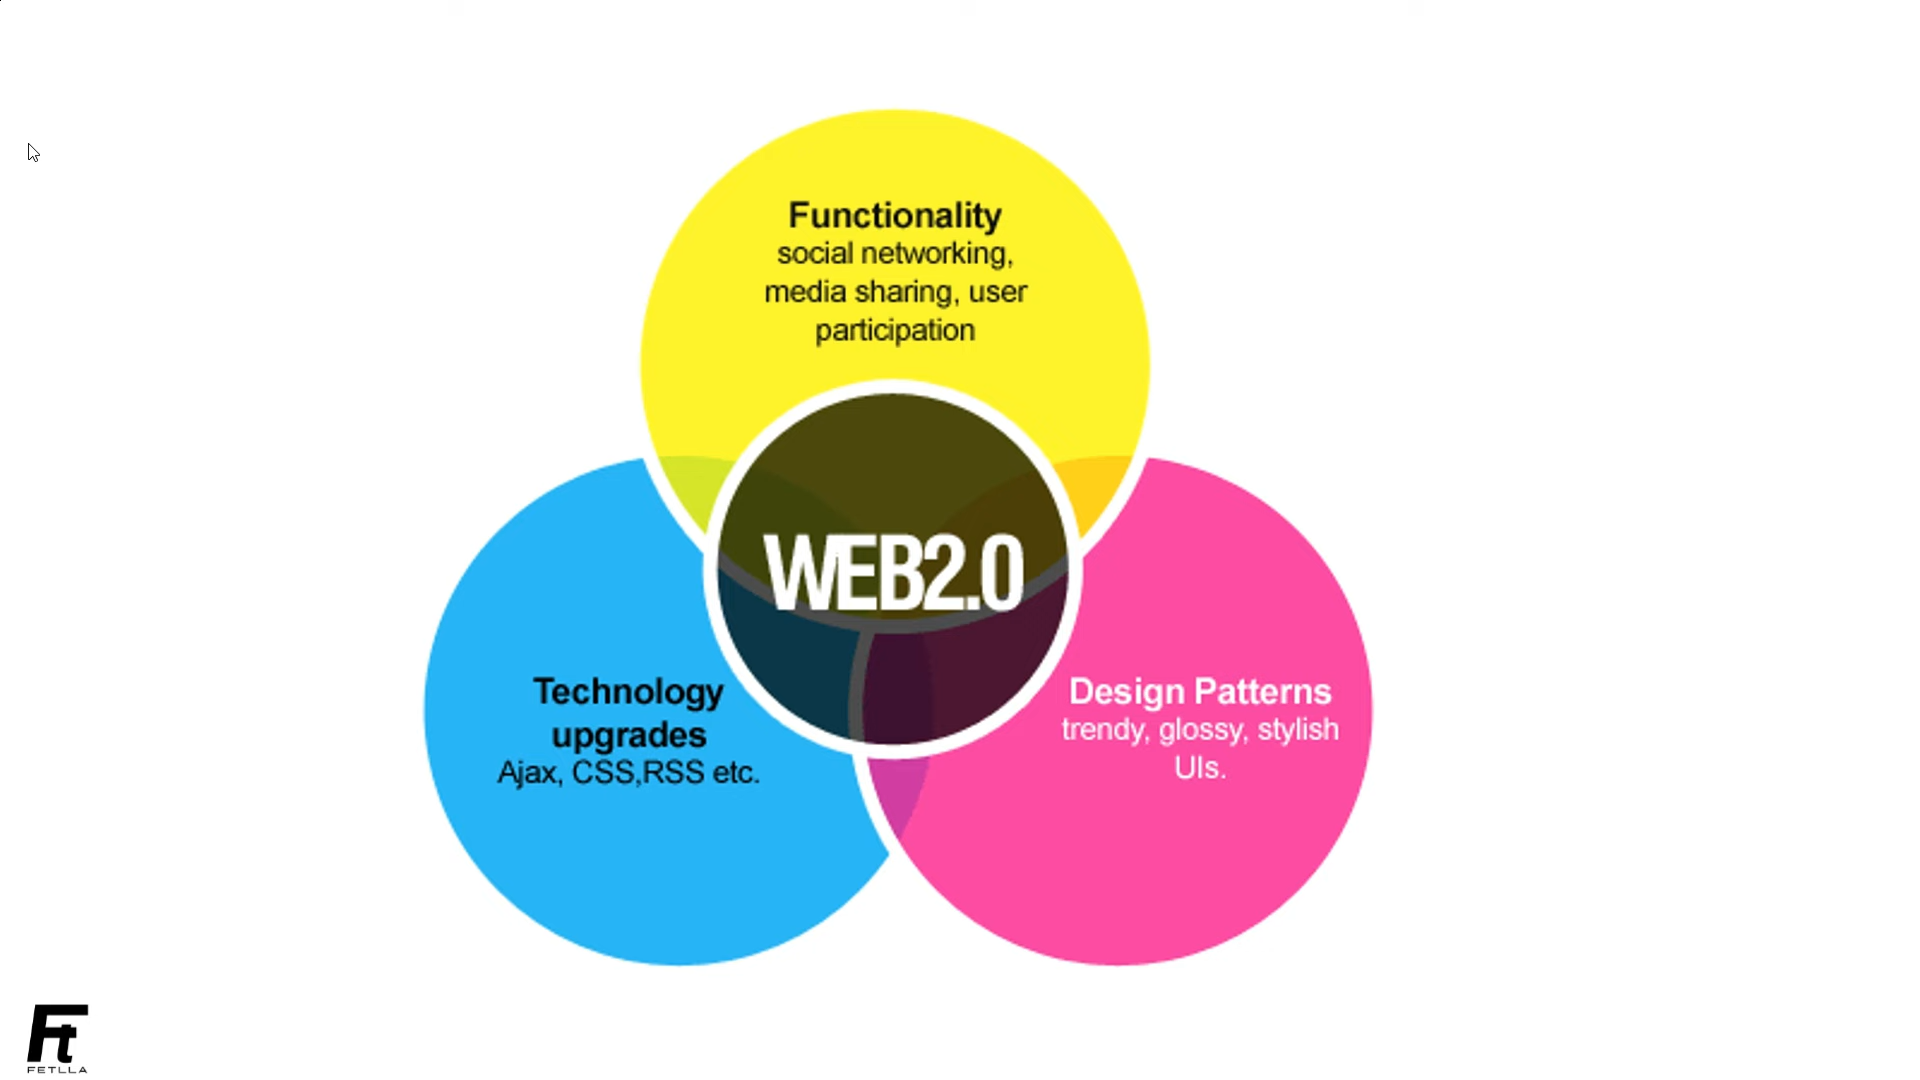 Functionality
social networking,
media sharing, user
participation
WEB2.0
Technology
upgrades
Ajax, CSS,RSS etc.
Design Patterns
trendy, glossy, stylish
UIs.
Ft
FETLLA